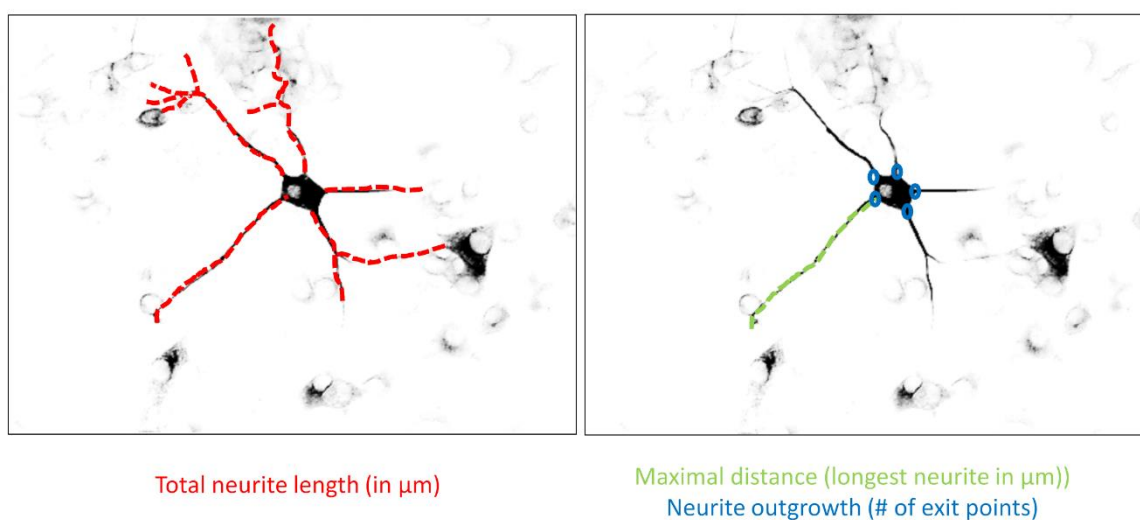 Total neurite length (in μm)
Maximal distance (longest neurite in μm))
Neurite outgrowth (# of exit points)